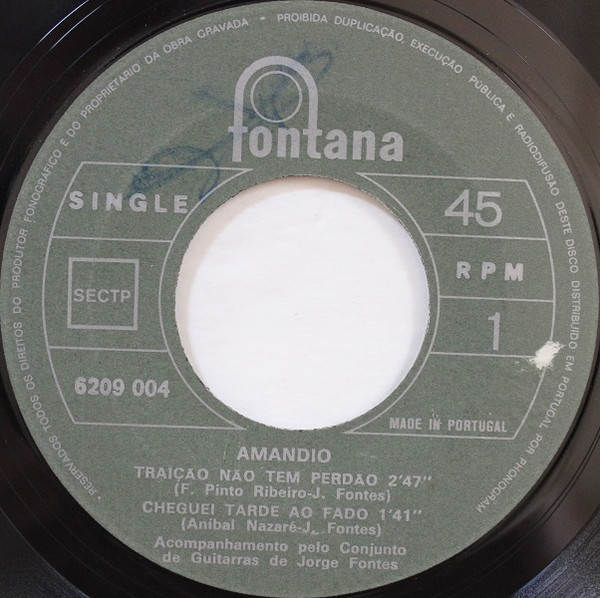 • RESERVADOS TODOS OS DIREITOS DO PRODUTOR FONOGRÁFICO E DO PROPRIETÁRIO DA OBRA GRAVADA • PROIBIDA DUPLICAÇÃO, EXECUÇÃO PÚBLICA E RADIODIFUSÃO DESTE DISCO DISTRIBUIDO EM PORTUGAL POR PHONOGRAM
fontana
SINGLE
45
RPM
SECTP
1
6209 004
MADE IN PORTUGAL
AMANDIO
TRAIÇÃO NÃO TEM PERDÃO 2'47"
(F. Pinto Ribeiro-J. Fontes)
CHEGUEI TARDE AO FADO 1'41"
(Aníbal Nazaré-J. Fontes)
Acompanhamento pelo Conjunto
de Guitarras de Jorge Fontes